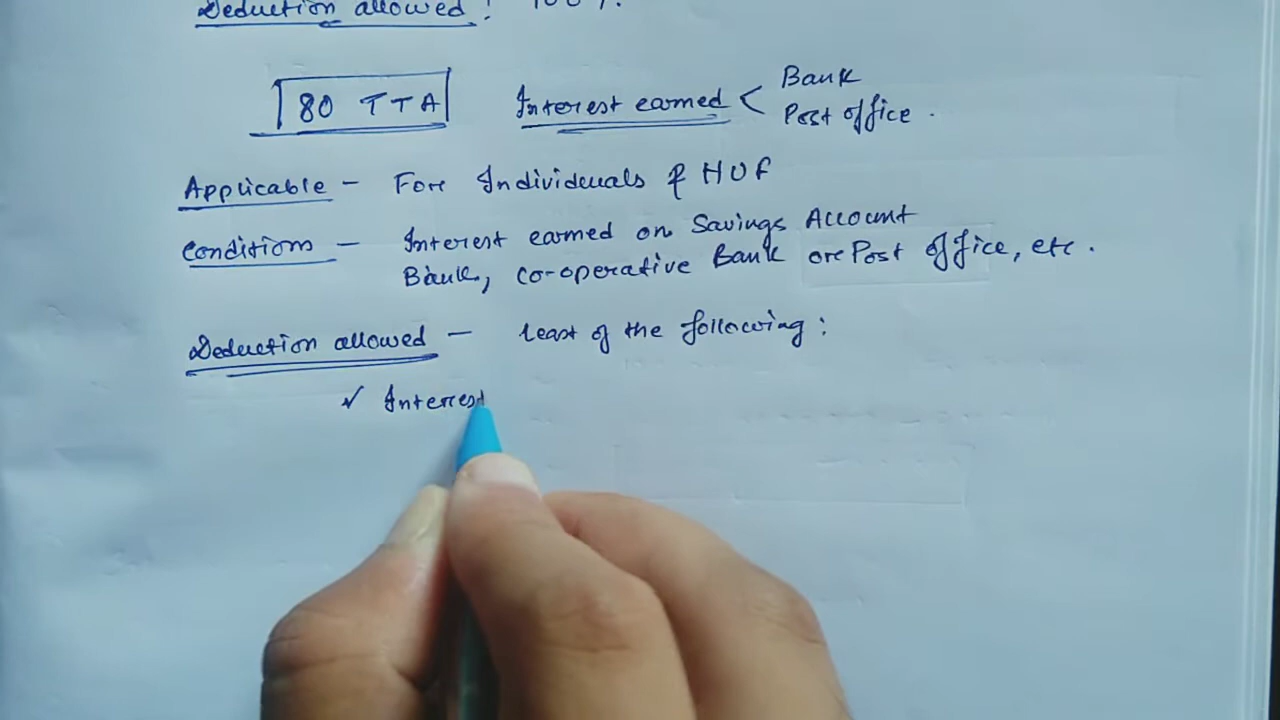 Deduction allowed : 100%.
80 TTA Interest earned < Bank
Post office.
Applicable - For Individuals & HUF
Conditions - Interest earned on Savings Account
Bank, co-operative Bank or Post office, etc.
Deduction allowed - least of the following :
✓ Interest